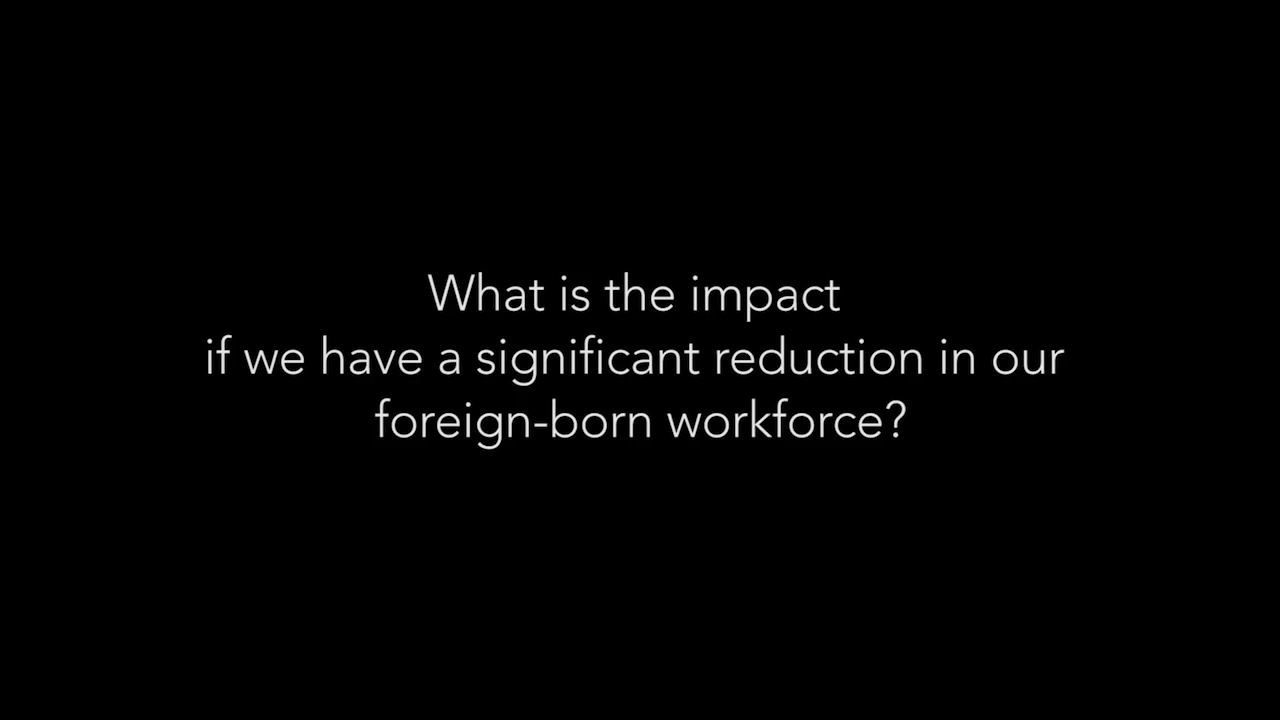 What is the impact
if we have a significant reduction in our
foreign-born workforce?